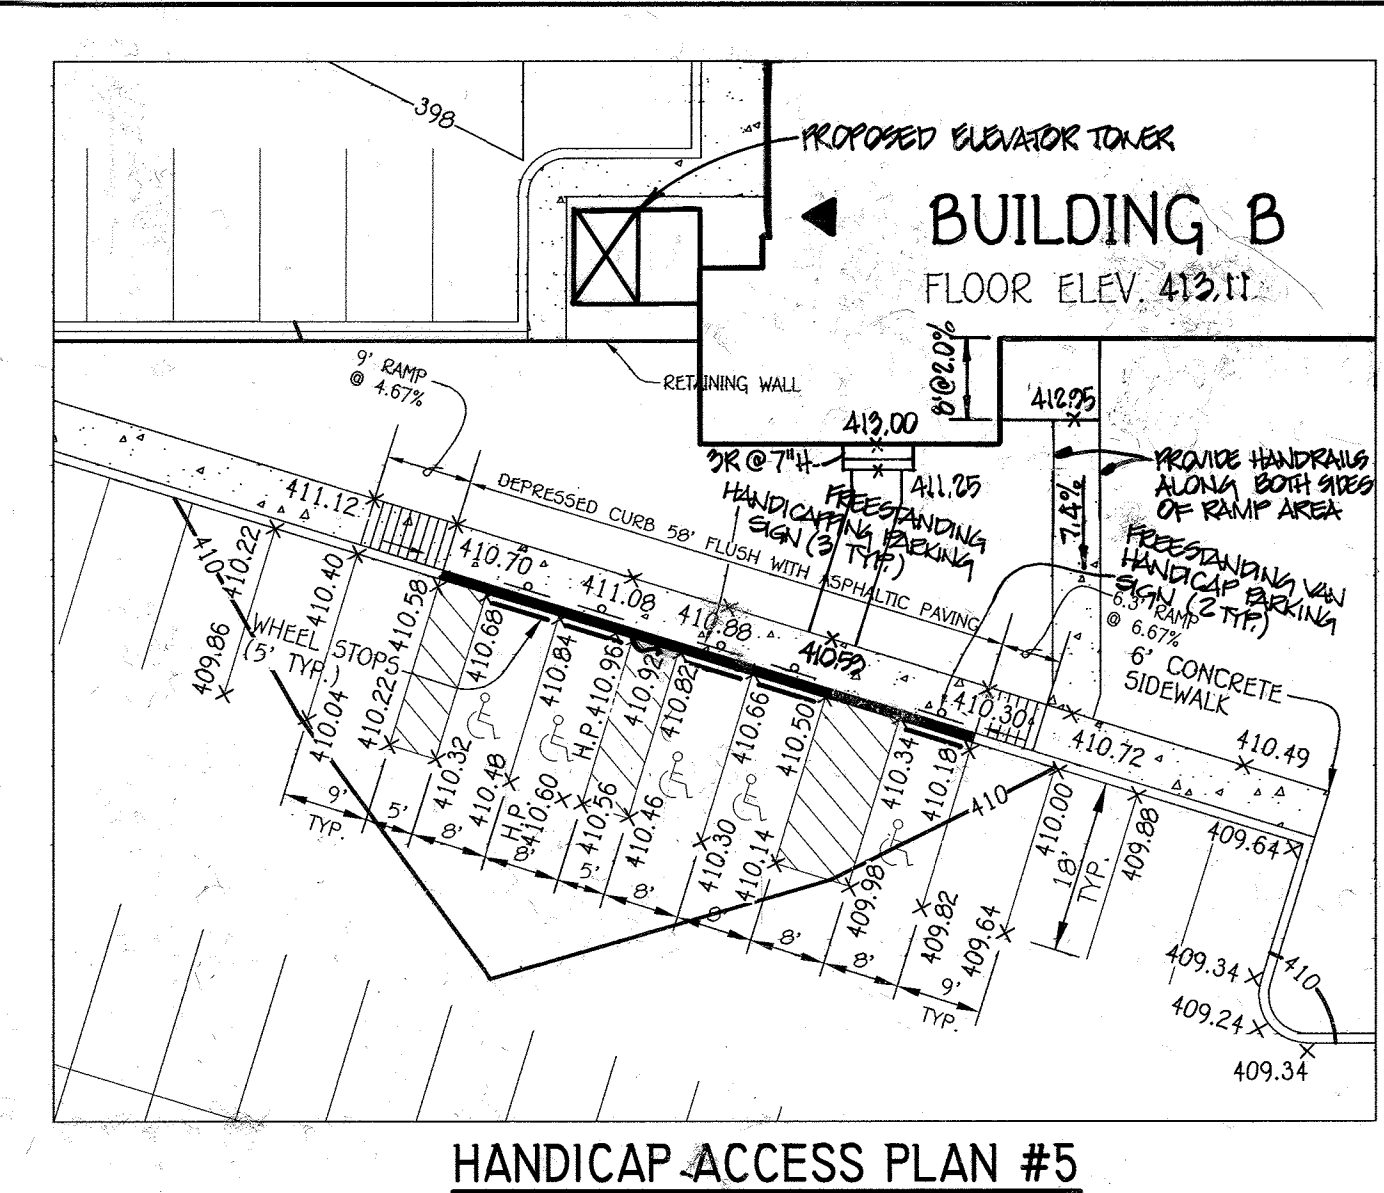 398
PROPOSED ELEVATOR TOWER
BUILDING B
FLOOR ELEV. 413.11
9' RAMP
@ 4.67%
RETAINING WALL
8'@2.0%
412.95
413.00
3R @ 7"H
411.25
PROVIDE HANDRAILS
ALONG BOTH SIDES
OF RAMP AREA
7.4%
DEPRESSED CURB 58' FLUSH WITH ASPHALTIC PAVING
FREESTANDING
HANDICAPPING PARKING
SIGN (3 TYP.)
FREESTANDING VAN
HANDICAP PARKING
SIGN (2 TYP.)
6.3' RAMP
@ 6.67%
6' CONCRETE
SIDEWALK
411.12
410.70
411.08
410.88
410.59
410.30
410.72
410.49
410
410.22
410.40
410.58
410.68
410.84
H.P. 410.96
410.92
410.82
410.66
410.50
410.34
410.18
410
410.00
409.88
409.64
WHEEL STOPS
(5' TYP.)
409.86
410.04
410.22
410.32
410.48
H.P.
410.60
410.56
410.46
410.30
410.14
409.98
409.82
409.64
18'
TYP.
9'
TYP.
5'
8'
8'
5'
8'
8'
8'
8'
9'
TYP.
409.34
410
409.24
409.34
HANDICAP ACCESS PLAN #5